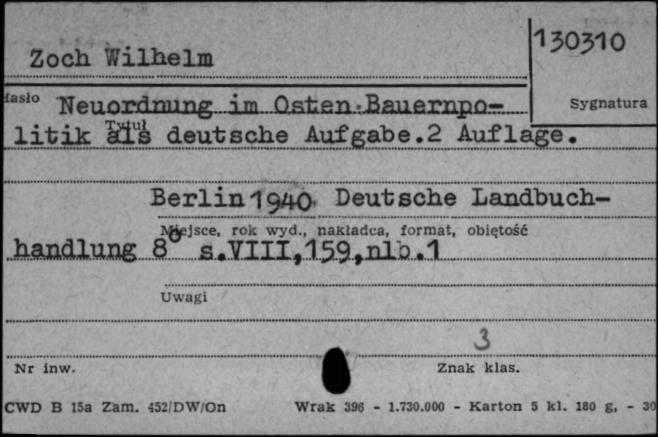 130310
Zoch Wilhelm
Hasło Neuordnung im Osten.Bauernpo- Sygnatura
Tytuł
litik als deutsche Aufgabe.2 Auflage.
Berlin 1940. Deutsche Landbuch-
Miejsce, rok wyd., nakładca, format, objętość
handlung 8° s.VIII,159,nlb.1
Uwagi
3
Nr inw. Znak klas.
CWD B 15a Zam. 452/DW/On Wrak 396 - 1.730.000 - Karton 5 kl. 180 g, - 30